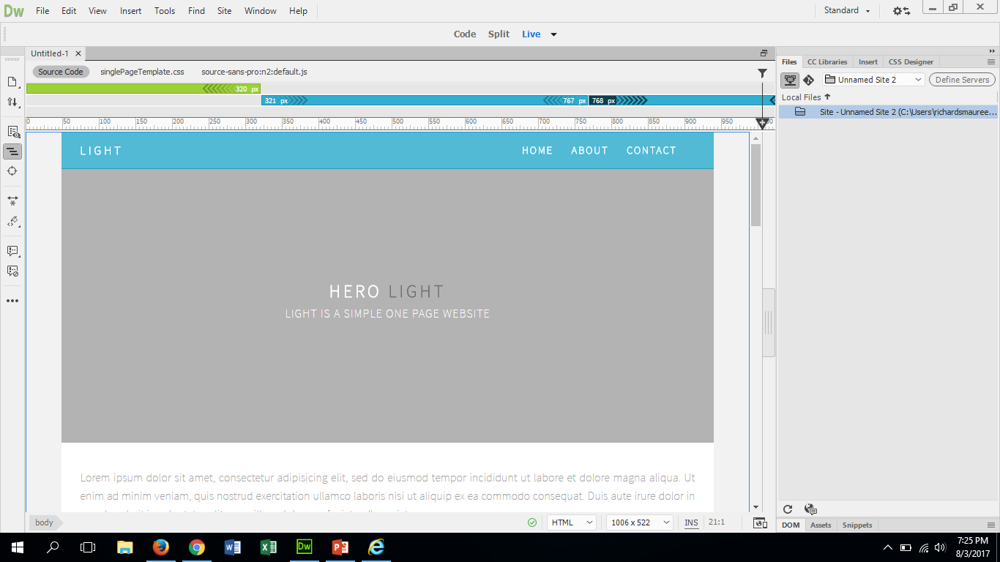 Dw File Edit View Insert Tools Find Site Window Help Standard
Code Split Live
Untitled-1
Source Code singlePageTemplate.css source-sans-pro:n2:default.js
320 px
321 px 767 px 768 px
0 50 100 150 200 250 300 350 400 450 500 550 600 650 700 750 800 850 900 950
LIGHT HOME ABOUT CONTACT
HERO LIGHT
LIGHT IS A SIMPLE ONE PAGE WEBSITE
Lorem ipsum dolor sit amet, consectetur adipisicing elit, sed do eiusmod tempor incididunt ut labore et dolore magna aliqua. Ut
enim ad minim veniam, quis nostrud exercitation ullamco laboris nisi ut aliquip ex ea commodo consequat. Duis aute irure dolor in
body HTML 1006 x 522 INS 21:1
Files CC Libraries Insert CSS Designer
Unnamed Site 2 Define Servers
Local Files
Site - Unnamed Site 2 (C:\Users\richardsmauree...
DOM Assets Snippets
Dw
7:25 PM
8/3/2017